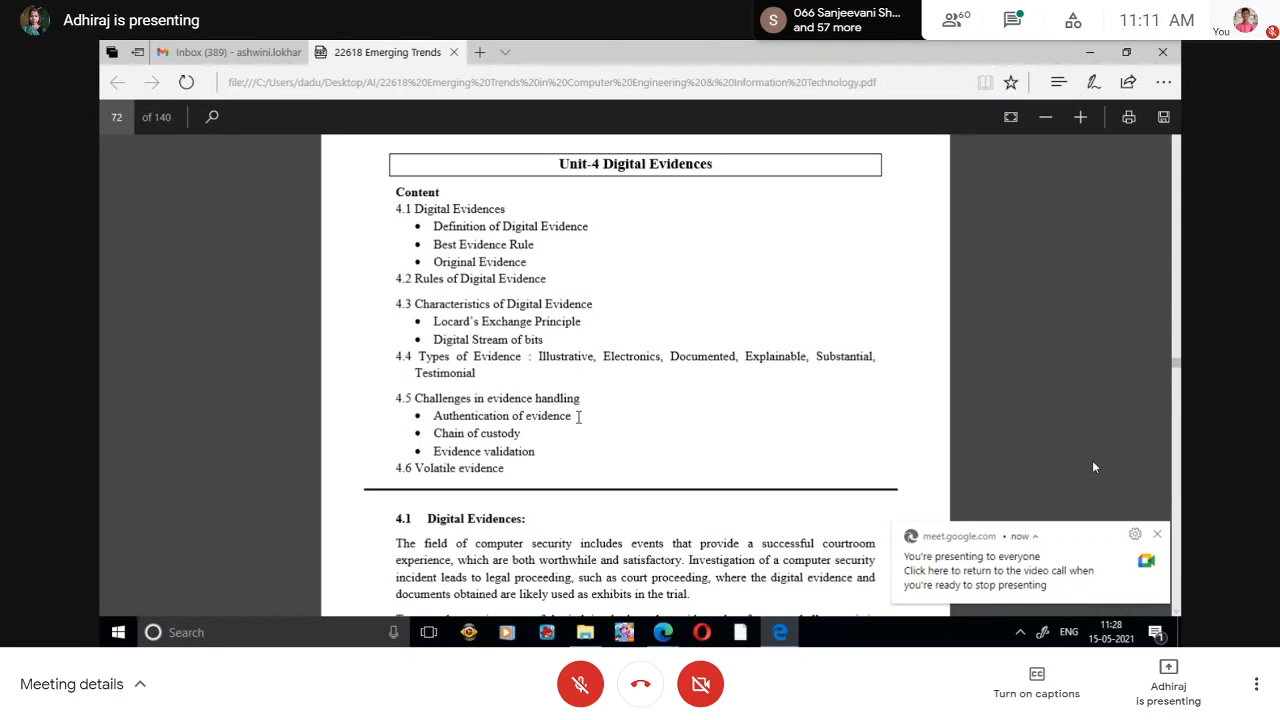 Adhiraj is presenting
S
066 Sanjeevani Sh...
and 57 more
60
11:11 AM
You
Inbox (389) - ashwini.lokhar
22618 Emerging Trends
file:///C:/Users/dadu/Desktop/AI/22618%20Emerging%20Trends%20in%20Computer%20Engineering%20&%20Information%20Technology.pdf
72
of 140
Unit-4 Digital Evidences
Content
4.1 Digital Evidences
• Definition of Digital Evidence
• Best Evidence Rule
• Original Evidence
4.2 Rules of Digital Evidence
4.3 Characteristics of Digital Evidence
• Locard's Exchange Principle
• Digital Stream of bits
4.4 Types of Evidence : Illustrative, Electronics, Documented, Explainable, Substantial,
Testimonial
4.5 Challenges in evidence handling
• Authentication of evidence
• Chain of custody
• Evidence validation
4.6 Volatile evidence
4.1 Digital Evidences:
The field of computer security includes events that provide a successful courtroom
experience, which are both worthwhile and satisfactory. Investigation of a computer security
incident leads to legal proceeding, such as court proceeding, where the digital evidence and
documents obtained are likely used as exhibits in the trial.
meet.google.com • now
You're presenting to everyone
Click here to return to the video call when
you're ready to stop presenting
Search
ENG
11:28
15-05-2021
1
Meeting details
CC
Turn on captions
Adhiraj
is presenting